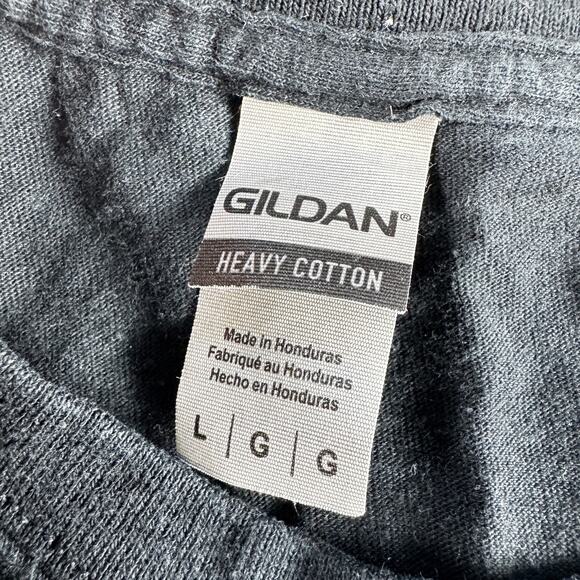 GILDAN®
HEAVY COTTON
Made in Honduras
Fabriqué au Honduras
Hecho en Honduras
L | G | G